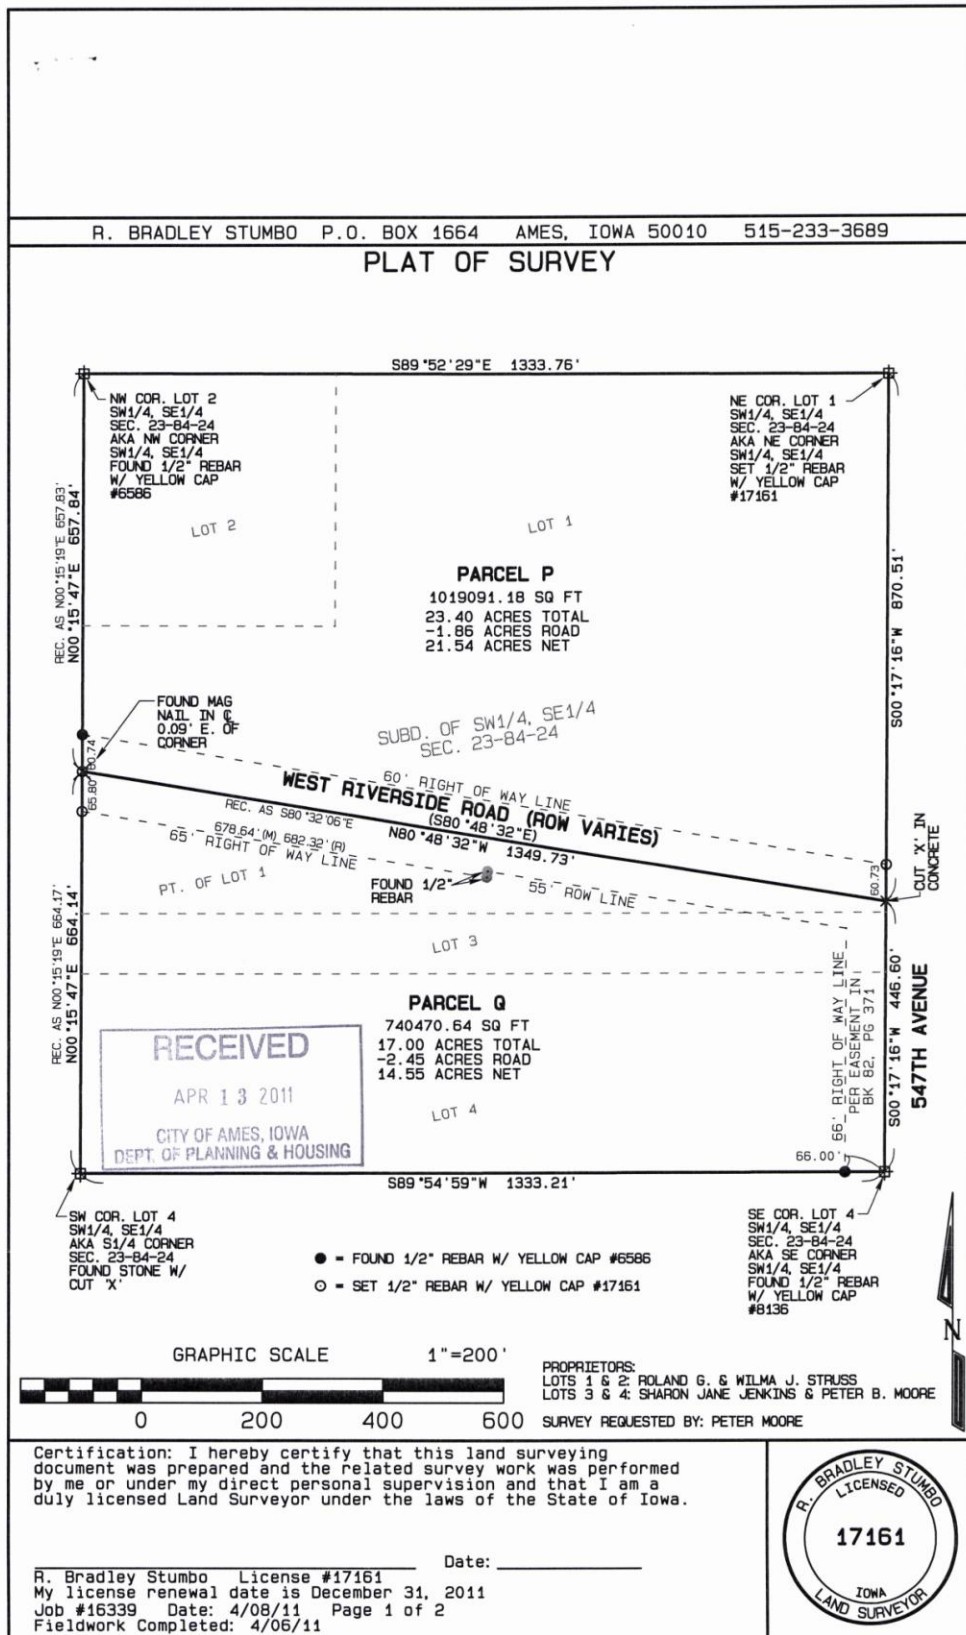 R. BRADLEY STUMBO P.O. BOX 1664 AMES, IOWA 50010 515-233-3689
PLAT OF SURVEY
S89°52'29"E 1333.76'
NW COR. LOT 2
SW1/4, SE1/4
SEC. 23-84-24
AKA NW CORNER
SW1/4, SE1/4
FOUND 1/2" REBAR
W/ YELLOW CAP
#6586
NE COR. LOT 1
SW1/4, SE1/4
SEC. 23-84-24
AKA NE CORNER
SW1/4, SE1/4
SET 1/2" REBAR
W/ YELLOW CAP
#17161
REC. AS N00°15'19"E 657.83'
N00°15'47"E 657.84'
LOT 2
LOT 1
PARCEL P
1019091.18 SQ FT
23.40 ACRES TOTAL
-1.86 ACRES ROAD
21.54 ACRES NET
S00°17'16"W 870.51'
FOUND MAG
NAIL IN ℄
0.09' E. OF
CORNER
SUBD. OF SW1/4, SE1/4
SEC. 23-84-24
60.74
65.80'
60' RIGHT OF WAY LINE
WEST RIVERSIDE ROAD (ROW VARIES)
REC. AS S80°32'06"E
(S80°48'32"E)
N80°48'32"W 1349.73'
678.64'(M) 682.32'(R)
65' RIGHT OF WAY LINE
PT. OF LOT 1
FOUND 1/2"
REBAR
55' ROW LINE
60.73
CUT 'X' IN
CONCRETE
LOT 3
REC. AS N00°15'19"E 664.17'
N00°15'47"E 664.14'
PARCEL Q
740470.64 SQ FT
17.00 ACRES TOTAL
-2.45 ACRES ROAD
14.55 ACRES NET
LOT 4
RECEIVED
APR 13 2011
CITY OF AMES, IOWA
DEPT. OF PLANNING & HOUSING
66' RIGHT OF WAY LINE
PER EASEMENT IN
BK 82, PG 371
S00°17'16"W 446.60'
547TH AVENUE
66.00'
S89°54'59"W 1333.21'
SW COR. LOT 4
SW1/4, SE1/4
AKA S1/4 CORNER
SEC. 23-84-24
FOUND STONE W/
CUT 'X'
SE COR. LOT 4
SW1/4, SE1/4
SEC. 23-84-24
AKA SE CORNER
SW1/4, SE1/4
FOUND 1/2" REBAR
W/ YELLOW CAP
#8136
● = FOUND 1/2" REBAR W/ YELLOW CAP #6586
⊙ = SET 1/2" REBAR W/ YELLOW CAP #17161
N
GRAPHIC SCALE 1"=200'
0 200 400 600
PROPRIETORS:
LOTS 1 & 2: ROLAND G. & WILMA J. STRUSS
LOTS 3 & 4: SHARON JANE JENKINS & PETER B. MOORE
SURVEY REQUESTED BY: PETER MOORE
Certification: I hereby certify that this land surveying
document was prepared and the related survey work was performed
by me or under my direct personal supervision and that I am a
duly licensed Land Surveyor under the laws of the State of Iowa.
Date:
R. Bradley Stumbo License #17161
My license renewal date is December 31, 2011
Job #16339 Date: 4/08/11 Page 1 of 2
Fieldwork Completed: 4/06/11
R. BRADLEY STUMBO
LICENSED
17161
IOWA
LAND SURVEYOR